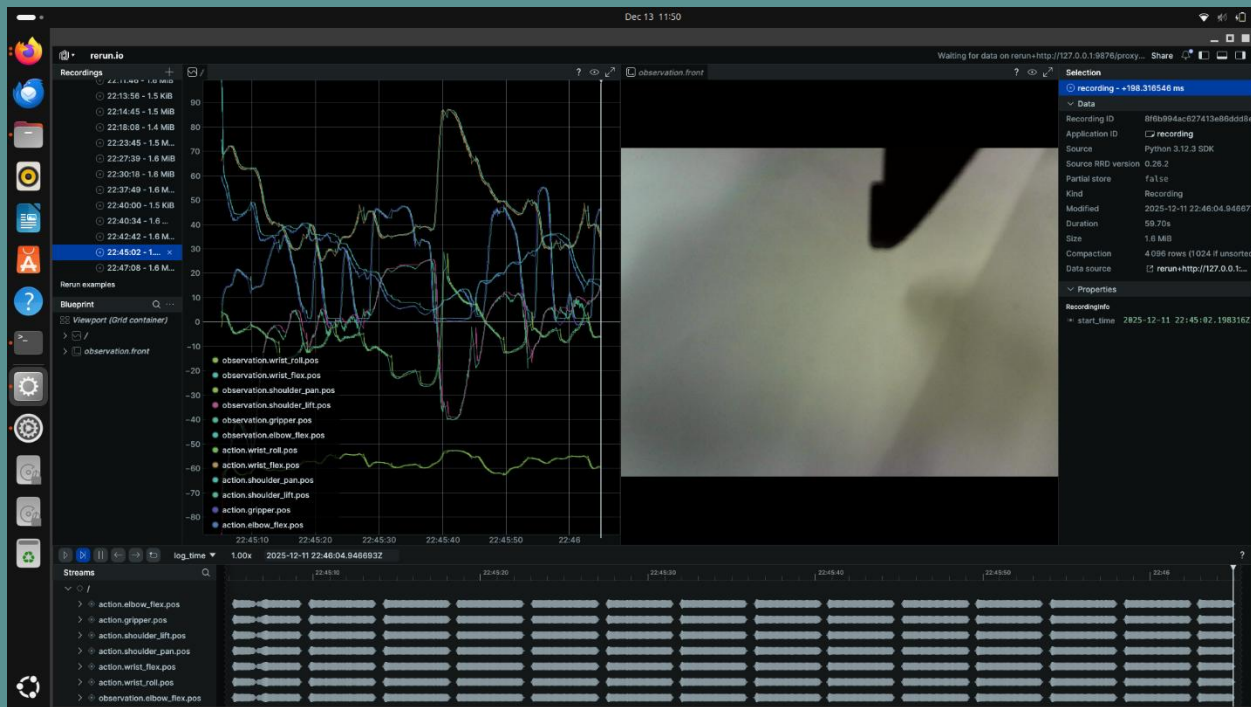 Dec 13 11:50
rerun.io
Waiting for data on rerun+http://127.0.0.1:9876/proxy...
Share
Recordings
22:13:56 - 1.5 KiB
22:14:45 - 1.5 MiB
22:18:08 - 1.4 MiB
22:23:45 - 1.5 M...
22:27:39 - 1.6 MiB
22:30:18 - 1.6 MiB
22:37:49 - 1.6 M...
22:40:00 - 1.5 KiB
22:40:34 - 1.6 ...
22:42:42 - 1.6 M...
22:45:02 - 1....
22:47:08 - 1.6 M...
Rerun examples
Blueprint
Viewport (Grid container)
/
observation.front
/
90
80
70
60
50
40
30
20
10
0
-10
-20
-30
-40
-50
-60
-70
-80
observation.wrist_roll.pos
observation.wrist_flex.pos
observation.shoulder_pan.pos
observation.shoulder_lift.pos
observation.gripper.pos
observation.elbow_flex.pos
action.wrist_roll.pos
action.wrist_flex.pos
action.shoulder_pan.pos
action.shoulder_lift.pos
action.gripper.pos
action.elbow_flex.pos
22:45:10 22:45:20 22:45:30 22:45:40 22:45:50 22:46
?
observation.front
?
Selection
recording - +198.316546 ms
Data
Recording ID 8f6b994ac627413e86ddd8e
Application ID recording
Source Python 3.12.3 SDK
Source RRD version 0.26.2
Partial store false
Kind Recording
Modified 2025-12-11 22:46:04.94667
Duration 59.70s
Size 1.6 MiB
Compaction 4 096 rows (1 024 if unsorted
Data source rerun+http://127.0.0.1:...
Properties
RecordingInfo
start_time 2025-12-11 22:45:02.198316Z
log_time 1.00x 2025-12-11 22:46:04.946693Z
?
Streams
22:45:10 22:45:20 22:45:30 22:45:40 22:45:50 22:46
/
action.elbow_flex.pos
action.gripper.pos
action.shoulder_lift.pos
action.shoulder_pan.pos
action.wrist_flex.pos
action.wrist_roll.pos
observation.elbow_flex.pos